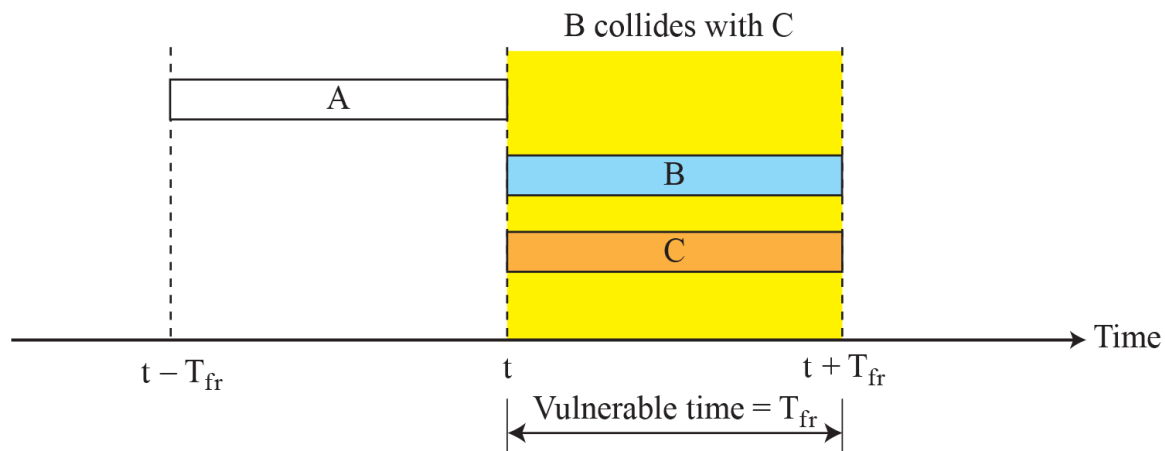 B collides with C
A
B
C
Time
t – Tfr
t
t + Tfr
Vulnerable time = Tfr